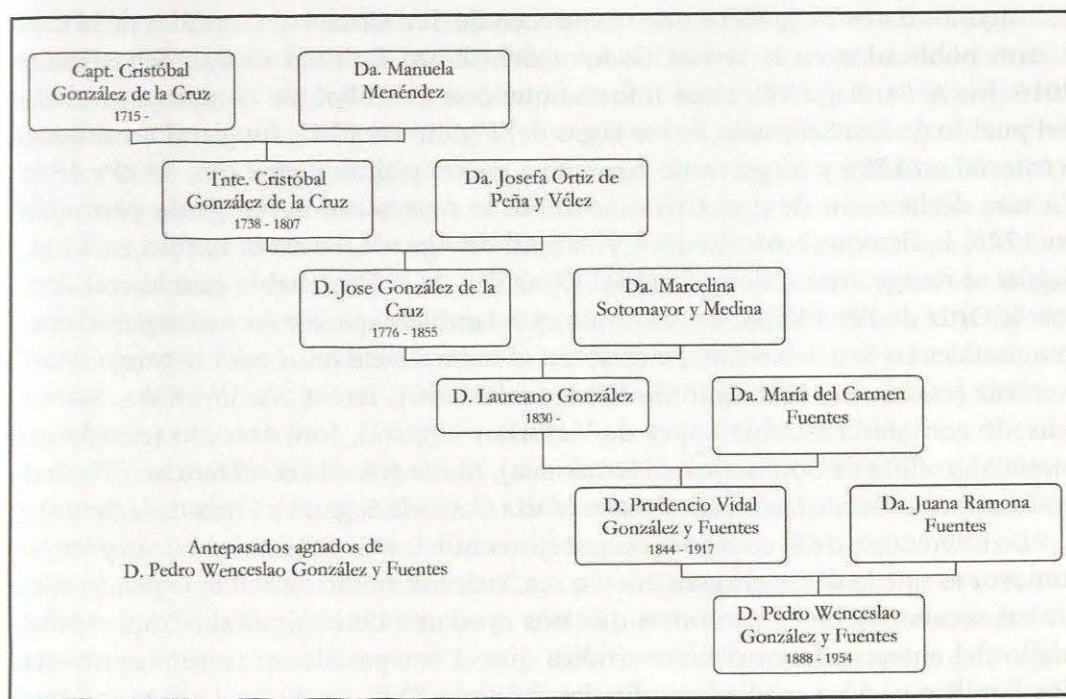 Capt. Cristóbal
González de la Cruz
1715 -
Da. Manuela
Menéndez
Tnte. Cristóbal
González de la Cruz
1738 - 1807
Da. Josefa Ortiz de
Peña y Vélez
D. Jose González de la
Cruz
1776 - 1855
Da. Marcelina
Sotomayor y Medina
D. Laureano González
1830 -
Da. María del Carmen
Fuentes
D. Prudencio Vidal
González y Fuentes
1844 - 1917
Da. Juana Ramona
Fuentes
Antepasados agnados de
D. Pedro Wenceslao González y Fuentes
D. Pedro Wenceslao
González y Fuentes
1888 - 1954